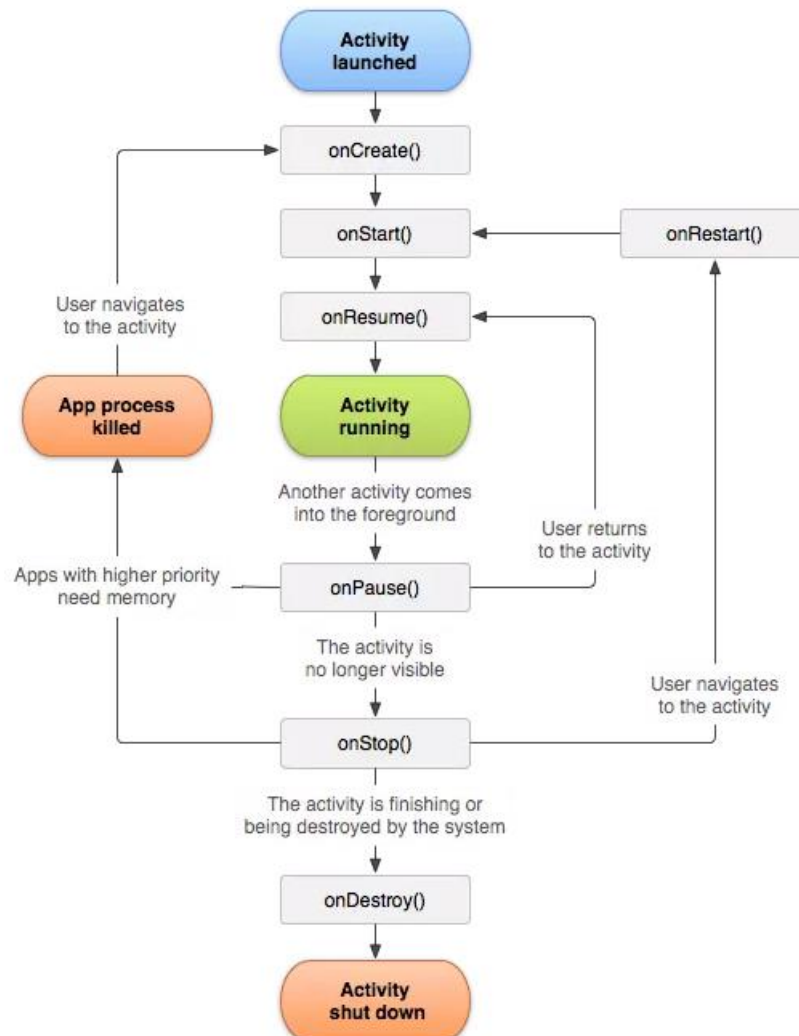 Activity
launched
onCreate()
onStart()
onRestart()
onResume()
User navigates
to the activity
App process
killed
Activity
running
Another activity comes
into the foreground
User returns
to the activity
Apps with higher priority
need memory
onPause()
The activity is
no longer visible
User navigates
to the activity
onStop()
The activity is finishing or
being destroyed by the system
onDestroy()
Activity
shut down